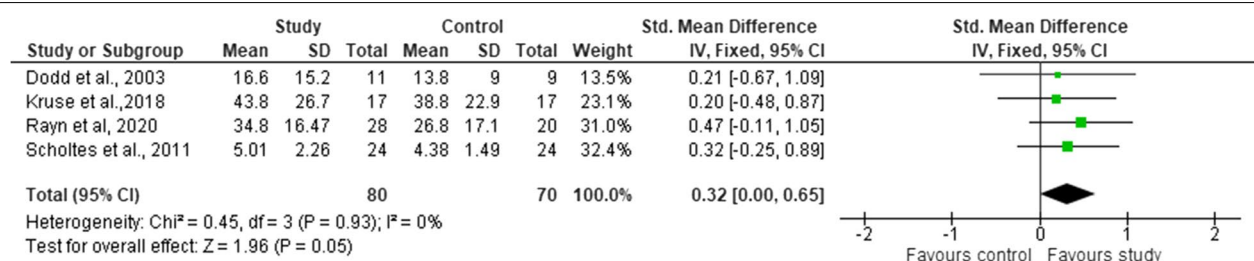 Study Control Std. Mean Difference Std. Mean Difference
Study or Subgroup Mean SD Total Mean SD Total Weight IV, Fixed, 95% CI IV, Fixed, 95% CI
Dodd et al., 2003 16.6 15.2 11 13.8 9 9 13.5% 0.21 [-0.67, 1.09]
Kruse et al.,2018 43.8 26.7 17 38.8 22.9 17 23.1% 0.20 [-0.48, 0.87]
Rayn et al, 2020 34.8 16.47 28 26.8 17.1 20 31.0% 0.47 [-0.11, 1.05]
Scholtes et al., 2011 5.01 2.26 24 4.38 1.49 24 32.4% 0.32 [-0.25, 0.89]
Total (95% CI) 80 70 100.0% 0.32 [0.00, 0.65]
Heterogeneity: Chi² = 0.45, df = 3 (P = 0.93); I² = 0%
Test for overall effect: Z = 1.96 (P = 0.05)
-2 -1 0 1 2
Favours control Favours study